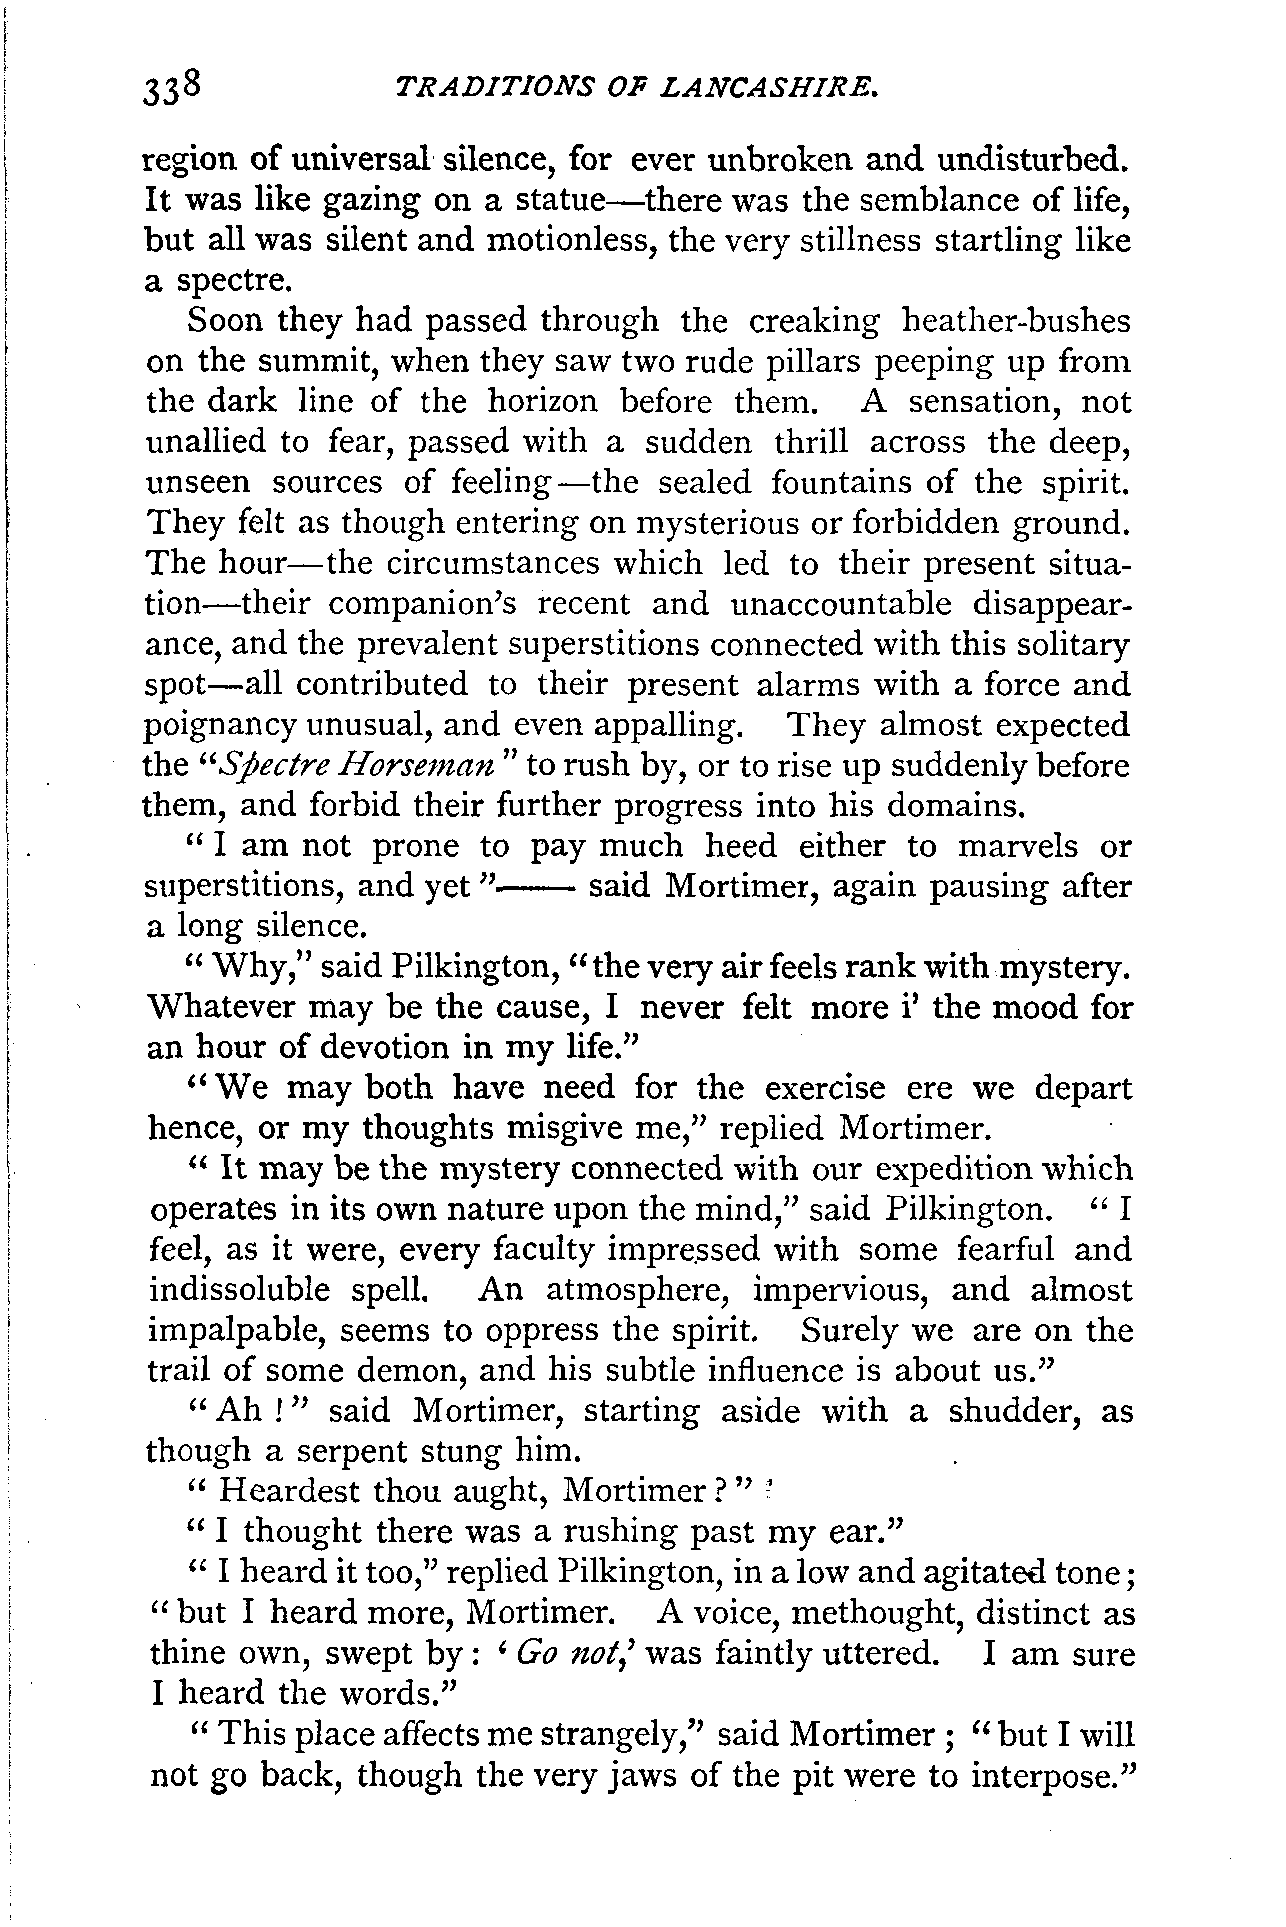 338 TRADITIONS OF LANCASHIRE.
region of universal silence, for ever unbroken and undisturbed.
It was like gazing on a statue—there was the semblance of life,
but all was silent and motionless, the very stillness startling like
a spectre.
Soon they had passed through the creaking heather-bushes
on the summit, when they saw two rude pillars peeping up from
the dark line of the horizon before them. A sensation, not
unallied to fear, passed with a sudden thrill across the deep,
unseen sources of feeling—the sealed fountains of the spirit.
They felt as though entering on mysterious or forbidden ground.
The hour—the circumstances which led to their present situa-
tion—their companion's recent and unaccountable disappear-
ance, and the prevalent superstitions connected with this solitary
spot—all contributed to their present alarms with a force and
poignancy unusual, and even appalling. They almost expected
the "Spectre Horseman" to rush by, or to rise up suddenly before
them, and forbid their further progress into his domains.
"I am not prone to pay much heed either to marvels or
superstitions, and yet"—— said Mortimer, again pausing after
a long silence.
"Why," said Pilkington, "the very air feels rank with mystery.
Whatever may be the cause, I never felt more i' the mood for
an hour of devotion in my life."
"We may both have need for the exercise ere we depart
hence, or my thoughts misgive me," replied Mortimer.
"It may be the mystery connected with our expedition which
operates in its own nature upon the mind," said Pilkington. "I
feel, as it were, every faculty impressed with some fearful and
indissoluble spell. An atmosphere, impervious, and almost
impalpable, seems to oppress the spirit. Surely we are on the
trail of some demon, and his subtle influence is about us."
"Ah!" said Mortimer, starting aside with a shudder, as
though a serpent stung him.
"Heardest thou aught, Mortimer?"
"I thought there was a rushing past my ear."
"I heard it too," replied Pilkington, in a low and agitated tone;
"but I heard more, Mortimer. A voice, methought, distinct as
thine own, swept by: 'Go not,' was faintly uttered. I am sure
I heard the words."
"This place affects me strangely," said Mortimer; "but I will
not go back, though the very jaws of the pit were to interpose."